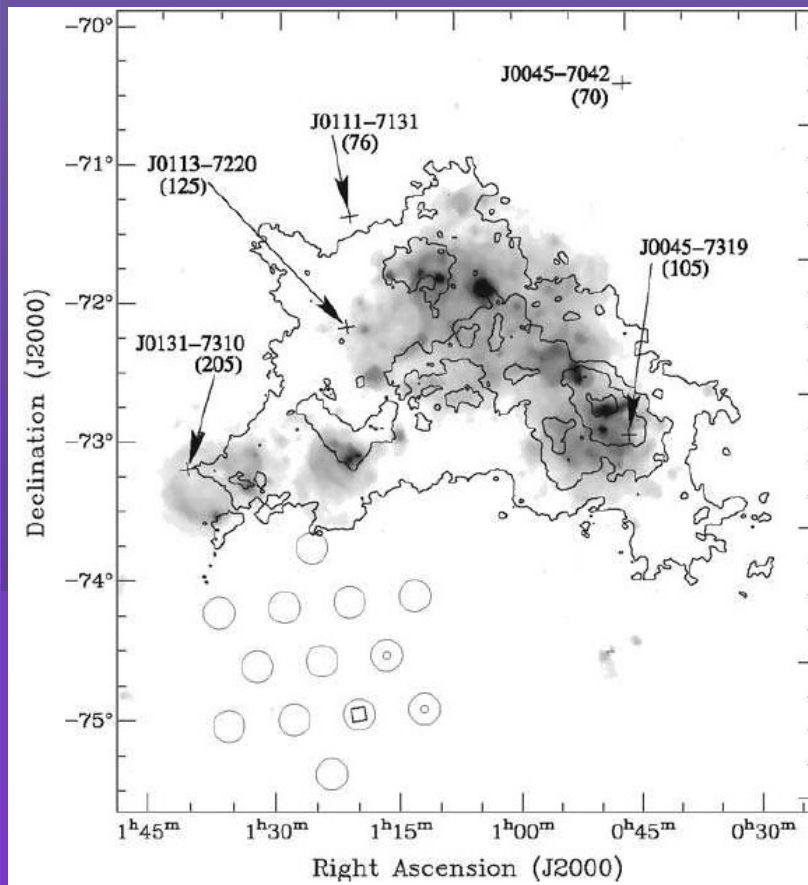 −70°
J0045−7042
(70)
J0111−7131
(76)
−71°
J0113−7220
(125)
J0045−7319
(105)
−72°
J0131−7310
(205)
−73°
Declination (J2000)
−74°
−75°
1ʰ45ᵐ 1ʰ30ᵐ 1ʰ15ᵐ 1ʰ00ᵐ 0ʰ45ᵐ 0ʰ30ᵐ
Right Ascension (J2000)